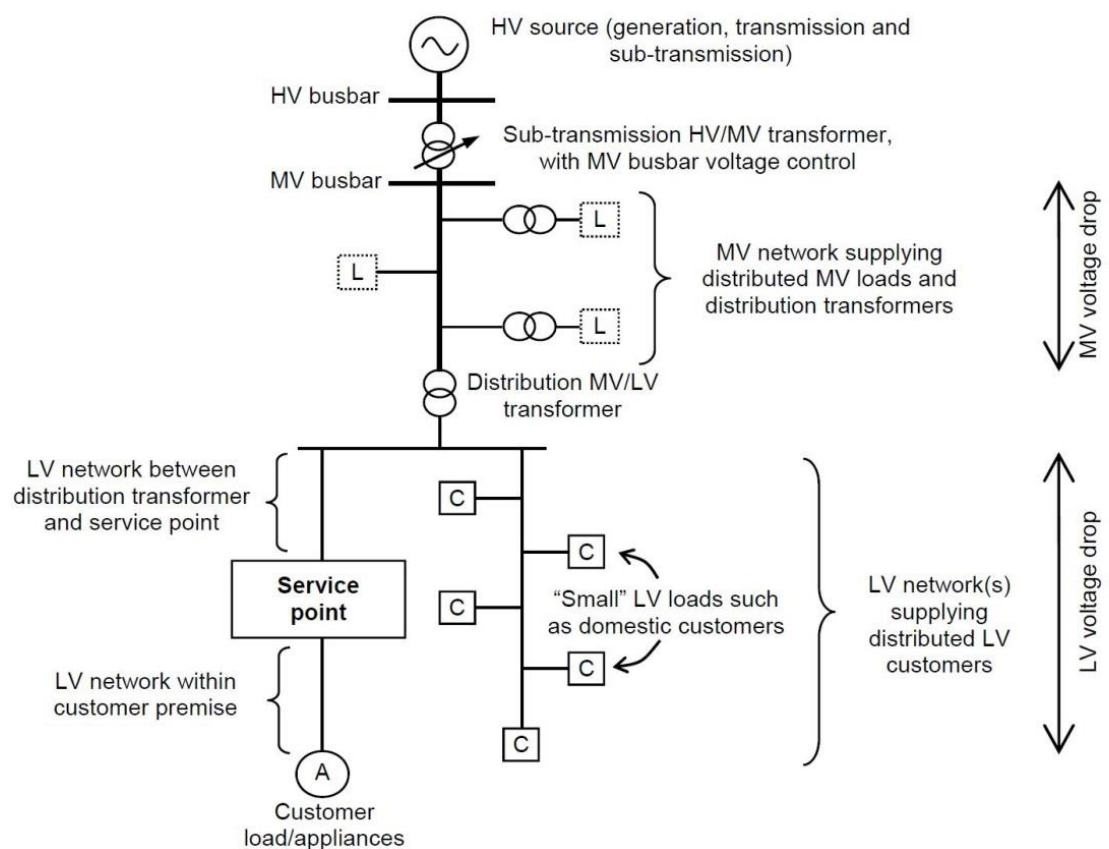 HV source (generation, transmission and
sub-transmission)
HV busbar
Sub-transmission HV/MV transformer,
with MV busbar voltage control
MV busbar
L
L
L
MV network supplying
distributed MV loads and
distribution transformers
MV voltage drop
Distribution MV/LV
transformer
LV network between
distribution transformer
and service point
Service
point
LV network within
customer premise
A
Customer
load/appliances
C
C
C
C
C
“Small” LV loads such
as domestic customers
LV network(s)
supplying
distributed LV
customers
LV voltage drop